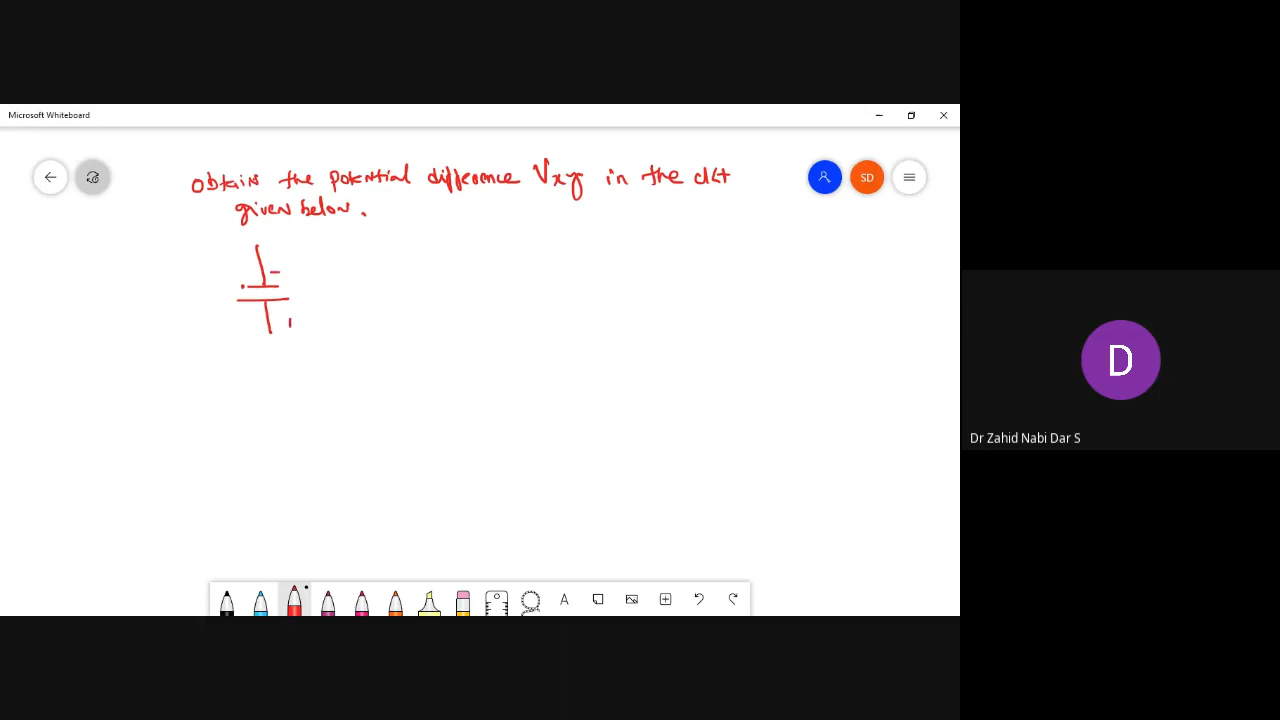 Microsoft Whiteboard
SD
Obtain the potential difference Vxy in the ckt
given below.
-
A
D
Dr Zahid Nabi Dar S